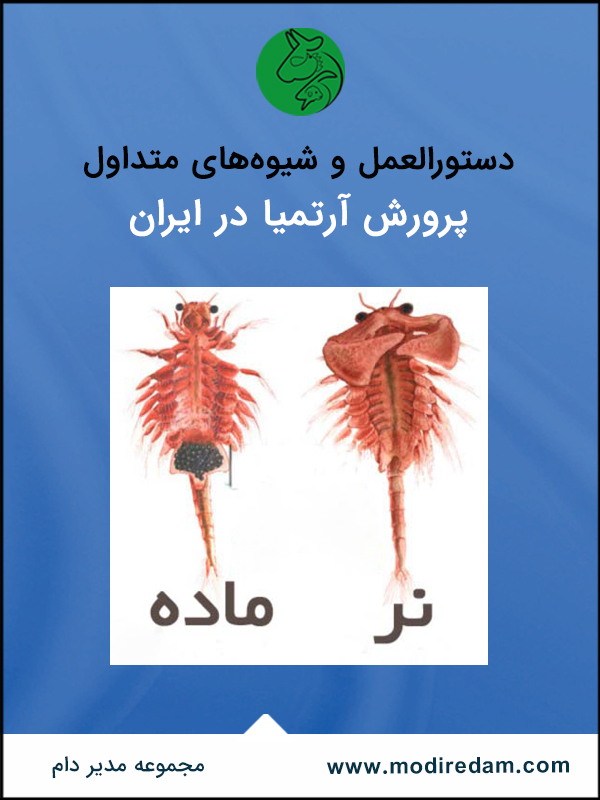 دستورالعمل و شیوه‌های متداول
پرورش آرتمیا در ایران
نر
ماده
مجموعه مدیر دام
www.modiredam.com